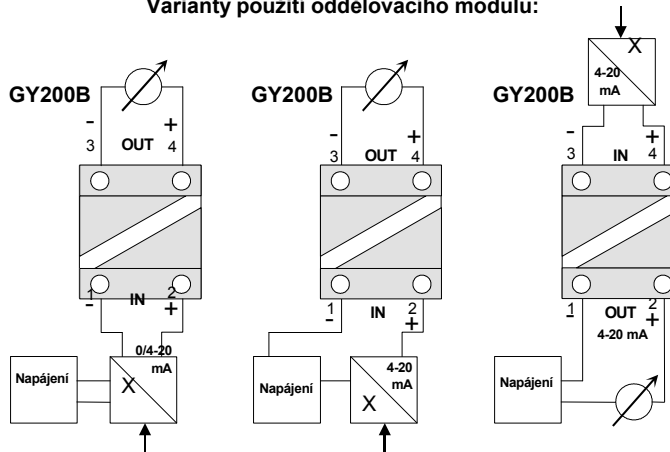 Varianty použití oddělovacího modulu:
GY200B
-
+
3
OUT
4
1
IN
2
-
+
0/4-20
mA
Napájení
X
GY200B
-
+
3
OUT
4
1
IN
2
-
+
4-20
mA
Napájení
X
X
4-20
mA
GY200B
-
+
3
IN
4
1
OUT
2
-
+
4-20 mA
Napájení